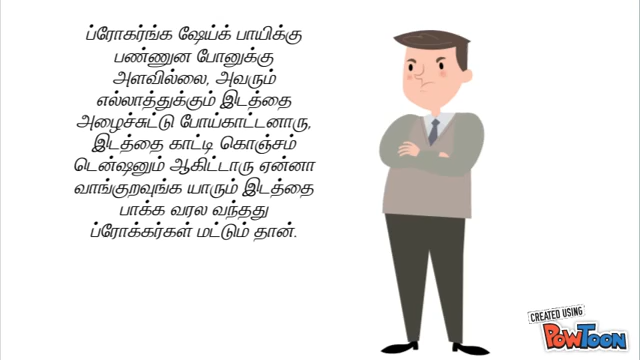 ப்ரோகர்ங்க ஷேய்க் பாயிக்கு
பண்ணுன போனுக்கு
அளவில்லை, அவரும்
எல்லாத்துக்கும் இடத்தை
அழைச்சுட்டு போய்காட்டனாரு,
இடத்தை காட்டி கொஞ்சம்
டென்ஷனும் ஆகிட்டாரு ஏன்னா
வாங்குறவுங்க யாரும் இடத்தை
பாக்க வரல வந்தது
ப்ரோக்கர்கள் மட்டும் தான்.
CREATED USING
POWTOON